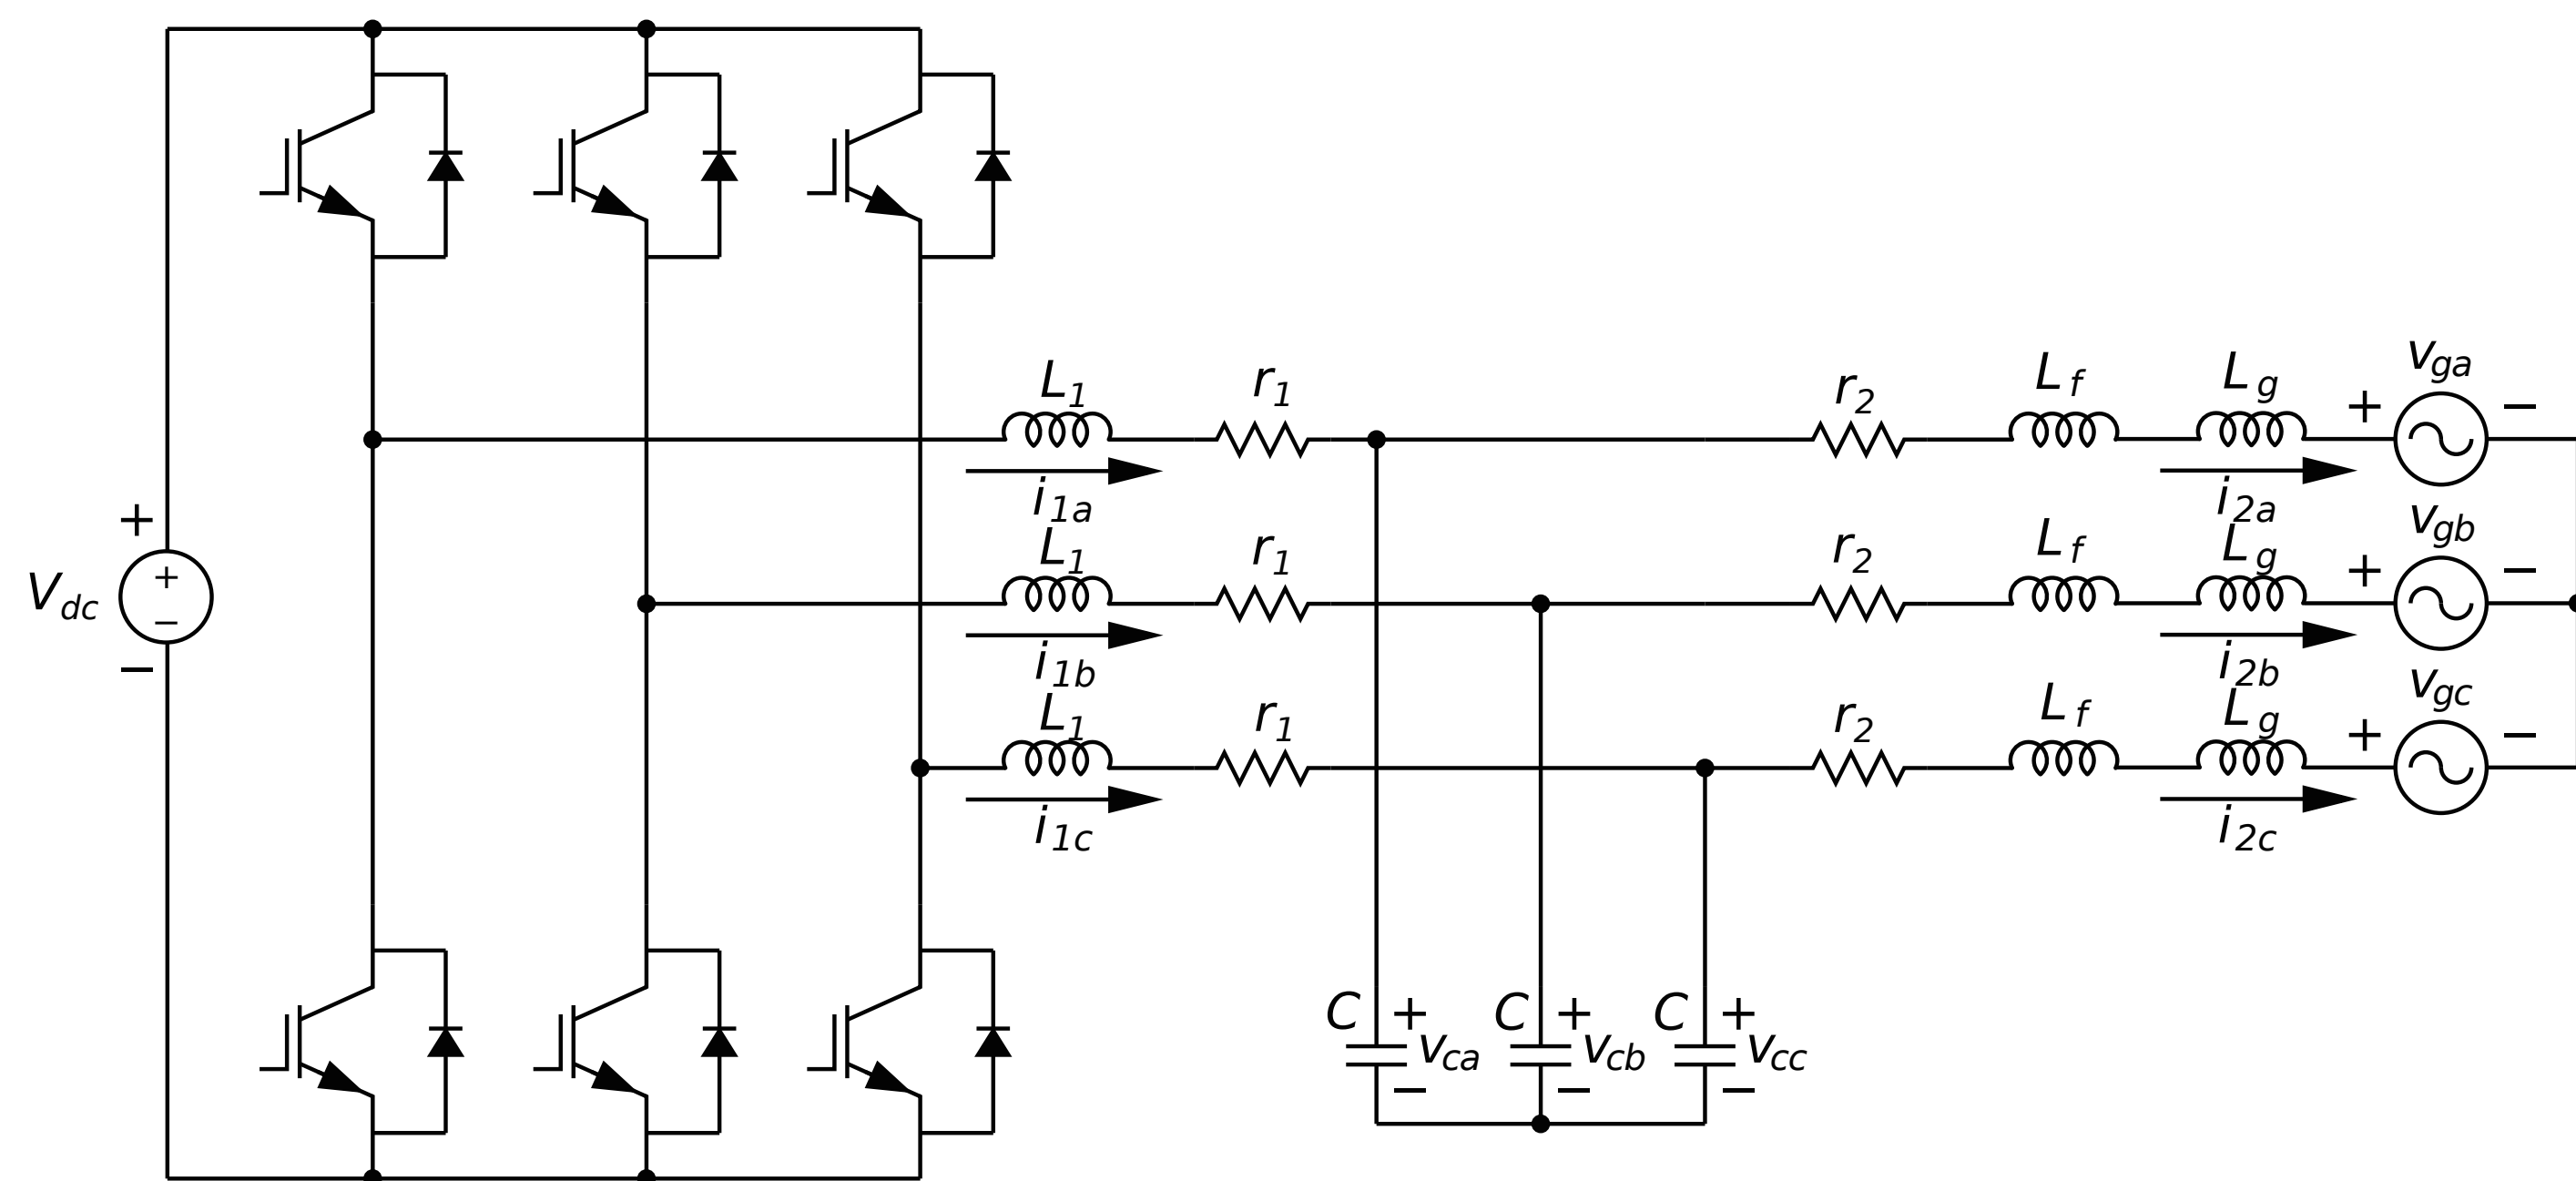 vga
L1 r1 r2 Lf Lg + −
i1a i2a
vgb
L1 r1 r2 Lf Lg + −
+
Vdc
+
−
−
i1b i2b
vgc
L1 r1 r2 Lf Lg + −
i1c i2c
C + C + C +
vca vcb vcc
− − −